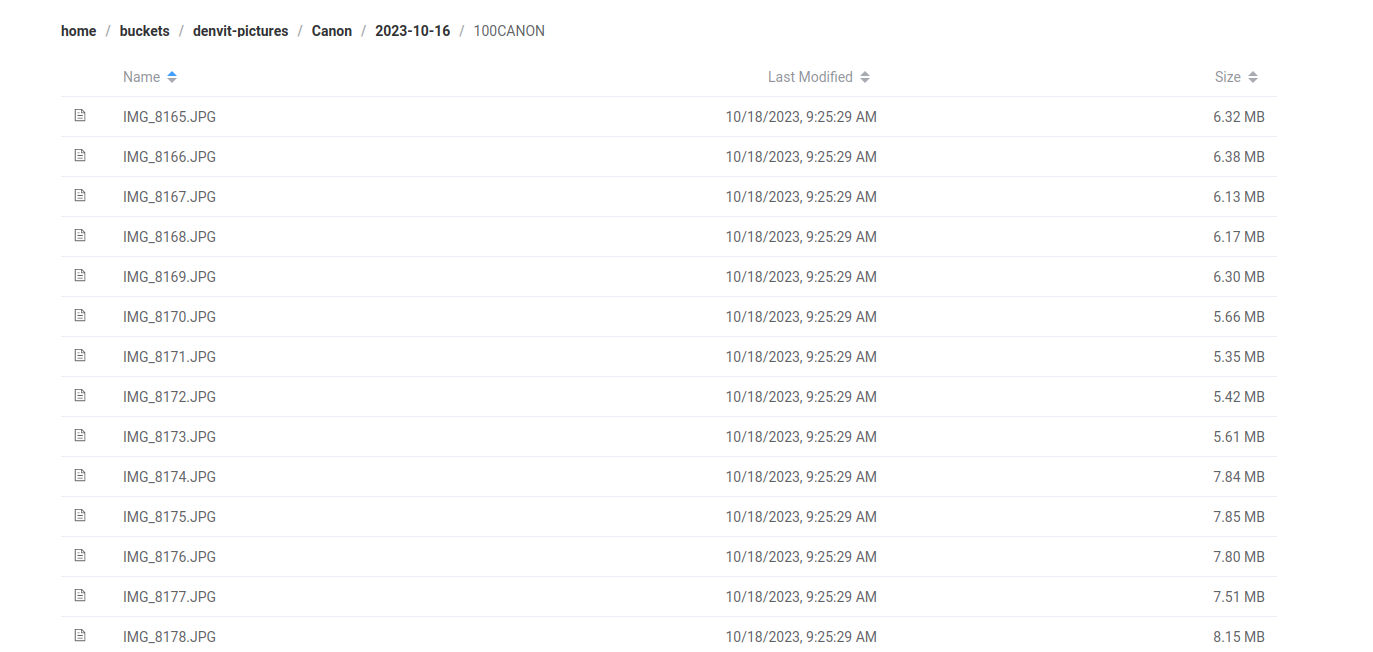 home / buckets / denvit-pictures / Canon / 2023-10-16 / 100CANON
Name Last Modified Size
IMG_8165.JPG 10/18/2023, 9:25:29 AM 6.32 MB
IMG_8166.JPG 10/18/2023, 9:25:29 AM 6.38 MB
IMG_8167.JPG 10/18/2023, 9:25:29 AM 6.13 MB
IMG_8168.JPG 10/18/2023, 9:25:29 AM 6.17 MB
IMG_8169.JPG 10/18/2023, 9:25:29 AM 6.30 MB
IMG_8170.JPG 10/18/2023, 9:25:29 AM 5.66 MB
IMG_8171.JPG 10/18/2023, 9:25:29 AM 5.35 MB
IMG_8172.JPG 10/18/2023, 9:25:29 AM 5.42 MB
IMG_8173.JPG 10/18/2023, 9:25:29 AM 5.61 MB
IMG_8174.JPG 10/18/2023, 9:25:29 AM 7.84 MB
IMG_8175.JPG 10/18/2023, 9:25:29 AM 7.85 MB
IMG_8176.JPG 10/18/2023, 9:25:29 AM 7.80 MB
IMG_8177.JPG 10/18/2023, 9:25:29 AM 7.51 MB
IMG_8178.JPG 10/18/2023, 9:25:29 AM 8.15 MB